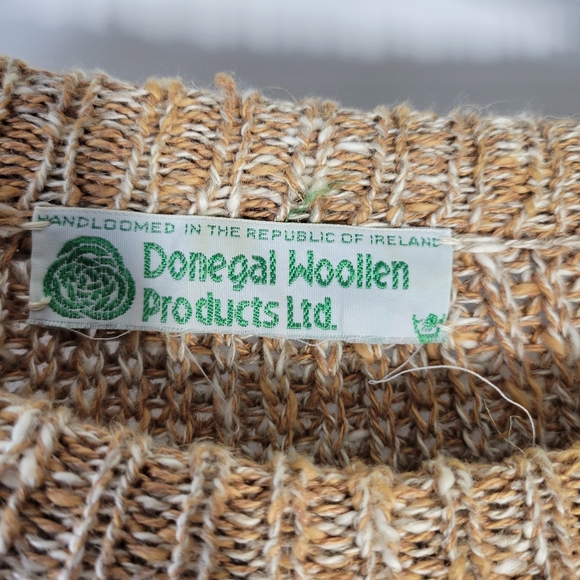 HANDLOOMED IN THE REPUBLIC OF IRELAND
Donegal Woollen
Products Ltd.